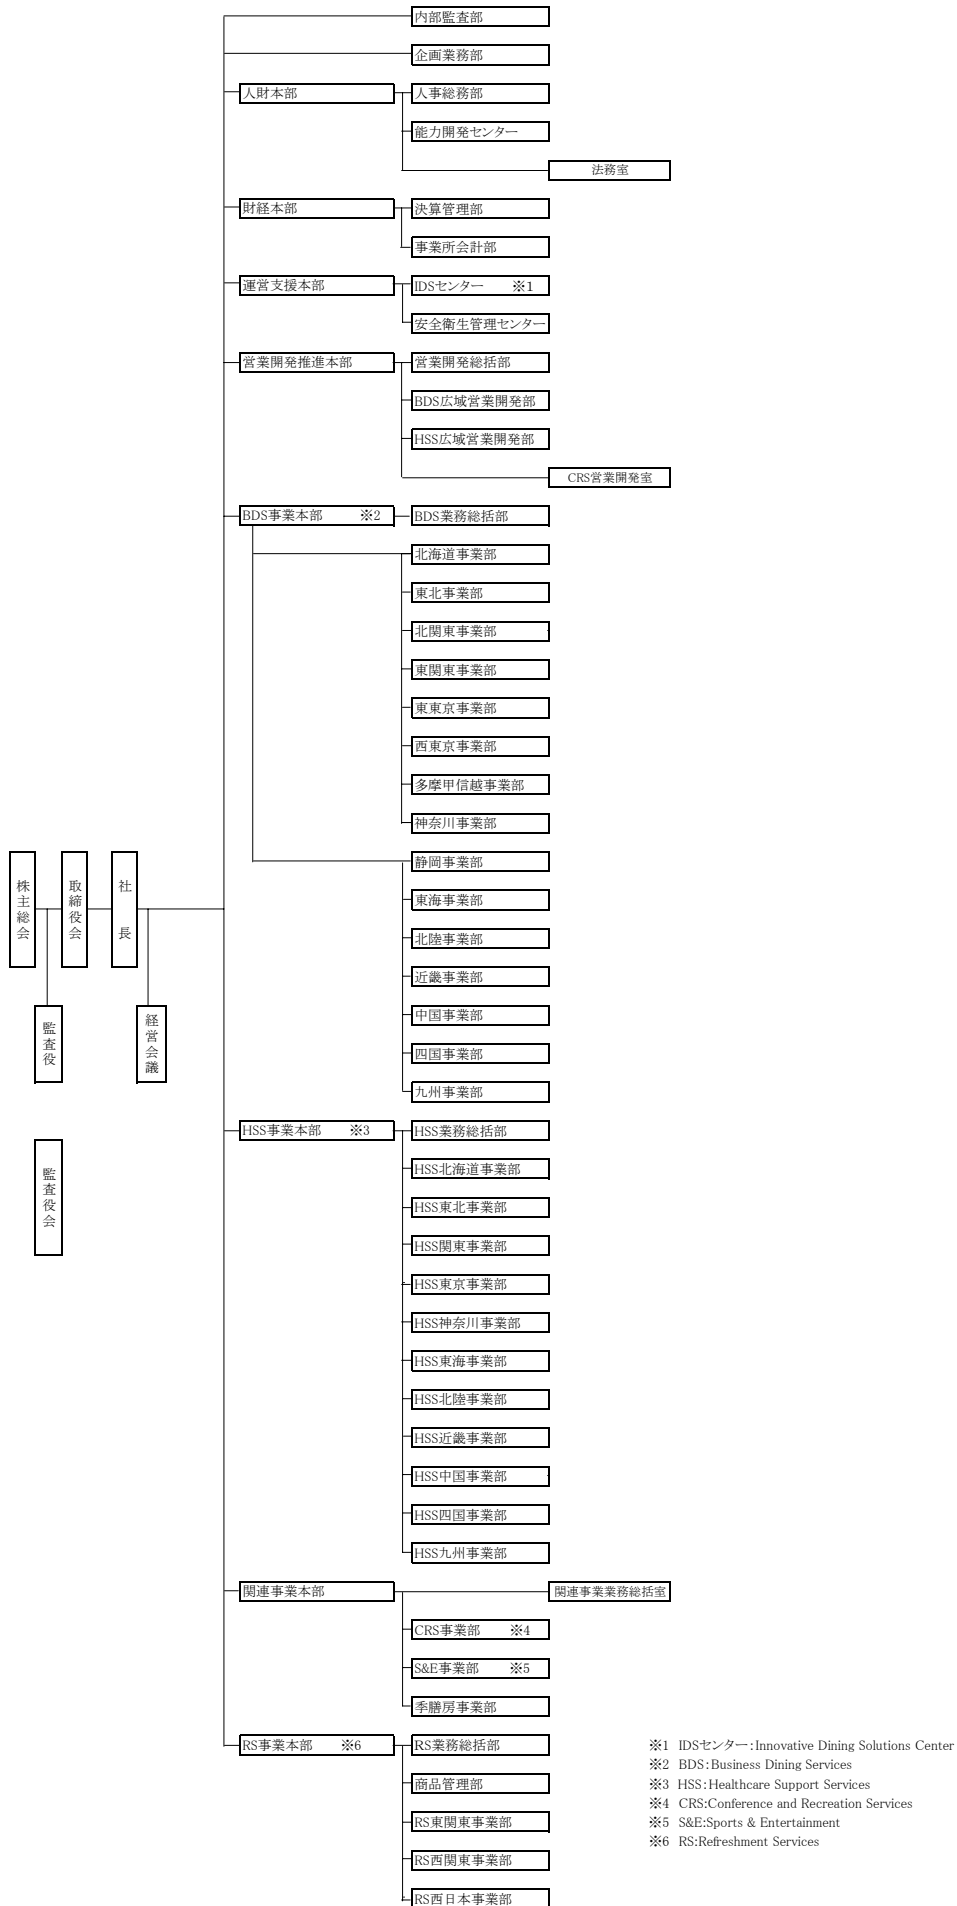 内部監査部
企画業務部
人財本部
人事総務部
能力開発センター
法務室
財経本部
決算管理部
事業所会計部
運営支援本部
IDSセンター ※1
安全衛生管理センター
営業開発推進本部
営業開発総括部
BDS広域営業開発部
HSS広域営業開発部
CRS営業開発室
BDS事業本部 ※2
BDS業務総括部
北海道事業部
東北事業部
北関東事業部
東関東事業部
東東京事業部
西東京事業部
多摩甲信越事業部
神奈川事業部
株主総会
取締役会
社長
静岡事業部
東海事業部
北陸事業部
近畿事業部
中国事業部
四国事業部
九州事業部
監査役
経営会議
監査役会
HSS事業本部 ※3
HSS業務総括部
HSS北海道事業部
HSS東北事業部
HSS関東事業部
HSS東京事業部
HSS神奈川事業部
HSS東海事業部
HSS北陸事業部
HSS近畿事業部
HSS中国事業部
HSS四国事業部
HSS九州事業部
関連事業本部
関連事業業務総括室
CRS事業部 ※4
S&E事業部 ※5
季膳房事業部
RS事業本部 ※6
RS業務総括部
商品管理部
RS東関東事業部
RS西関東事業部
RS西日本事業部
※1 IDSセンター：Innovative Dining Solutions Center
※2 BDS：Business Dining Services
※3 HSS：Healthcare Support Services
※4 CRS:Conference and Recreation Services
※5 S&E:Sports & Entertainment
※6 RS:Refreshment Services